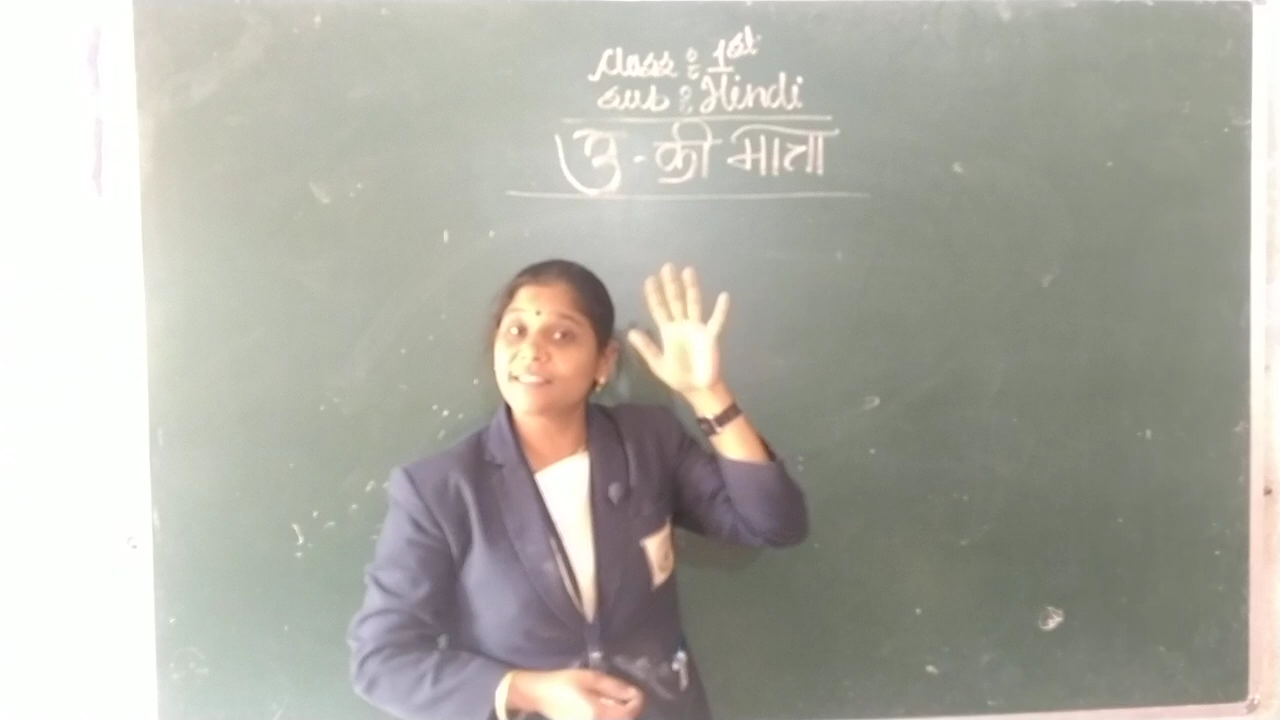 Class : 1st
Sub : Hindi
उ - की मात्रा